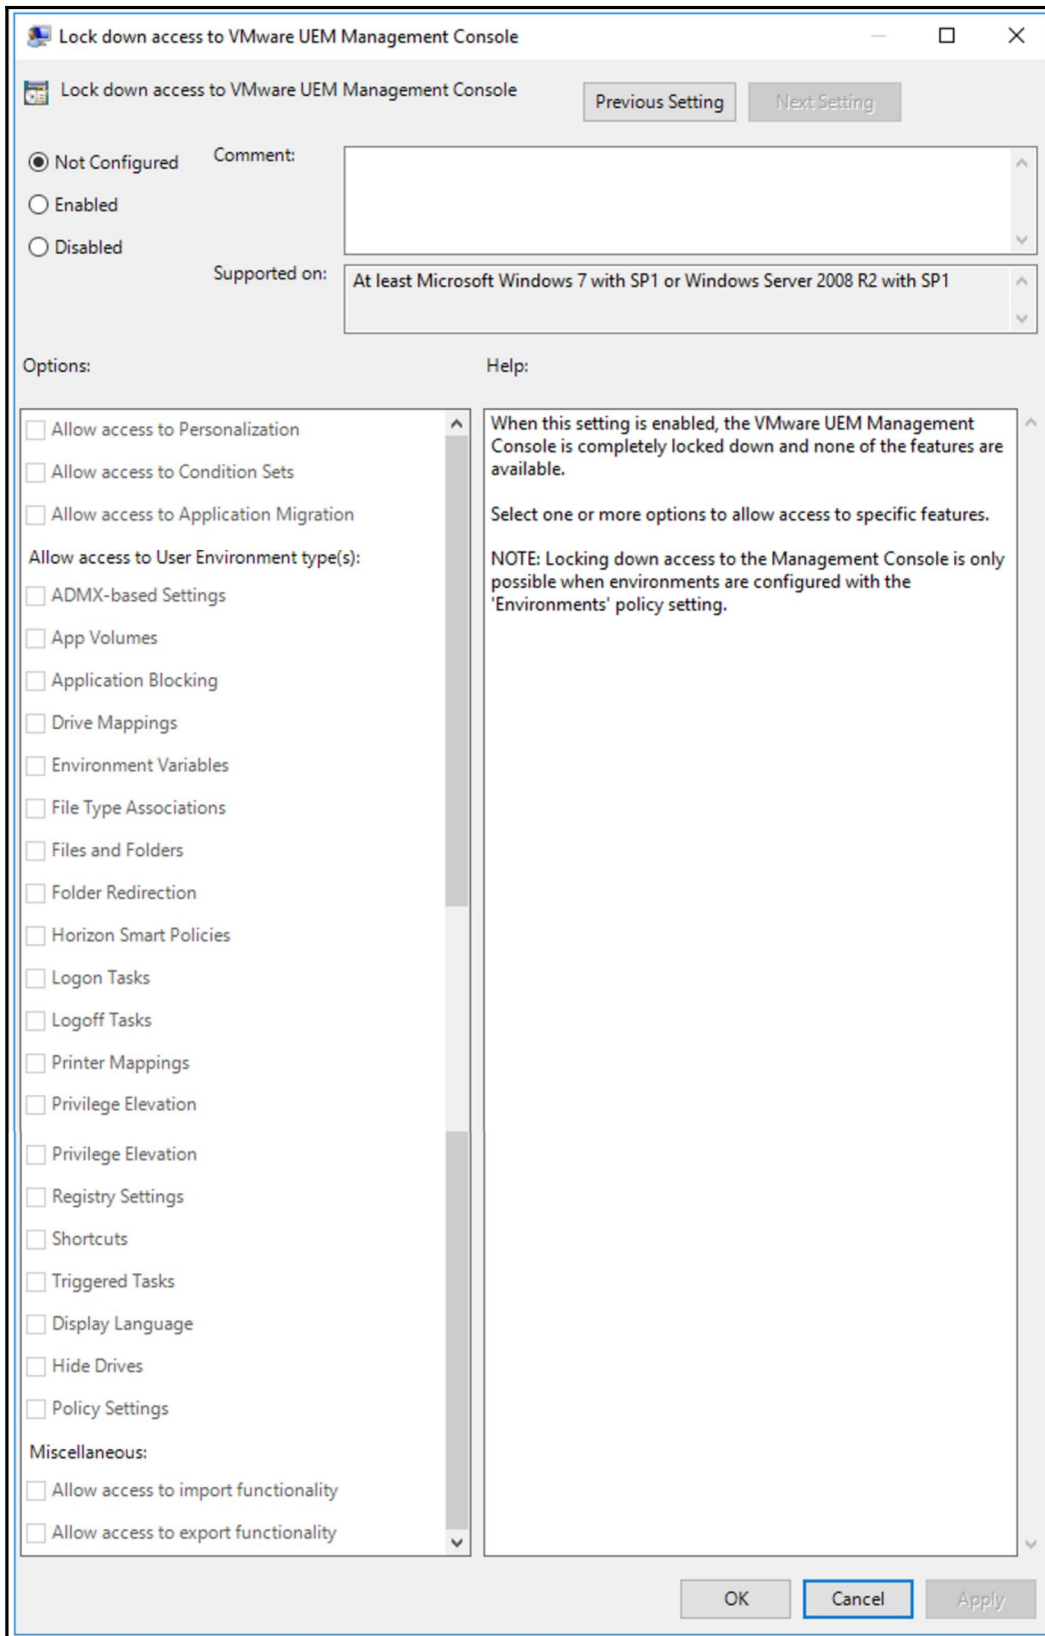 Lock down access to VMware UEM Management Console
Lock down access to VMware UEM Management Console
Previous Setting
Next Setting
Not Configured
Comment:
Enabled
Disabled
Supported on:
At least Microsoft Windows 7 with SP1 or Windows Server 2008 R2 with SP1
Options:
Help:
Allow access to Personalization
Allow access to Condition Sets
Allow access to Application Migration
Allow access to User Environment type(s):
ADMX-based Settings
App Volumes
Application Blocking
Drive Mappings
Environment Variables
File Type Associations
Files and Folders
Folder Redirection
Horizon Smart Policies
Logon Tasks
Logoff Tasks
Printer Mappings
Privilege Elevation
Privilege Elevation
Registry Settings
Shortcuts
Triggered Tasks
Display Language
Hide Drives
Policy Settings
Miscellaneous:
Allow access to import functionality
Allow access to export functionality
When this setting is enabled, the VMware UEM Management
Console is completely locked down and none of the features are
available.
Select one or more options to allow access to specific features.
NOTE: Locking down access to the Management Console is only
possible when environments are configured with the
'Environments' policy setting.
OK
Cancel
Apply